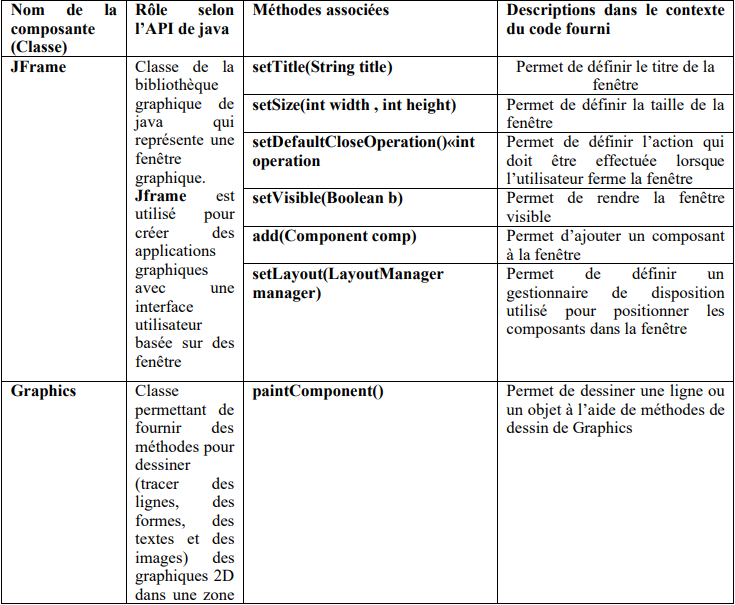 Nom de la composante (Classe)
Rôle selon l'API de java
Méthodes associées
Descriptions dans le contexte du code fourni
JFrame
Classe de la
bibliothèque
graphique de
java qui
représente une
fenêtre
graphique.
Jframe est
utilisé pour
créer des
applications
graphiques
avec une
interface
utilisateur
basée sur des
fenêtre
setTitle(String title)
Permet de définir le titre de la
fenêtre
setSize(int width , int height)
Permet de définir la taille de la
fenêtre
setDefaultCloseOperation()«int
operation
Permet de définir l'action qui
doit être effectuée lorsque
l'utilisateur ferme la fenêtre
setVisible(Boolean b)
Permet de rendre la fenêtre
visible
add(Component comp)
Permet d'ajouter un composant
à la fenêtre
setLayout(LayoutManager
manager)
Permet de définir un
gestionnaire de disposition
utilisé pour positionner les
composants dans la fenêtre
Graphics
Classe
permettant de
fournir des
méthodes pour
dessiner
(tracer des
lignes, des
formes, des
textes et des
images) des
graphiques 2D
dans une zone
paintComponent()
Permet de dessiner une ligne ou
un objet à l'aide de méthodes de
dessin de Graphics